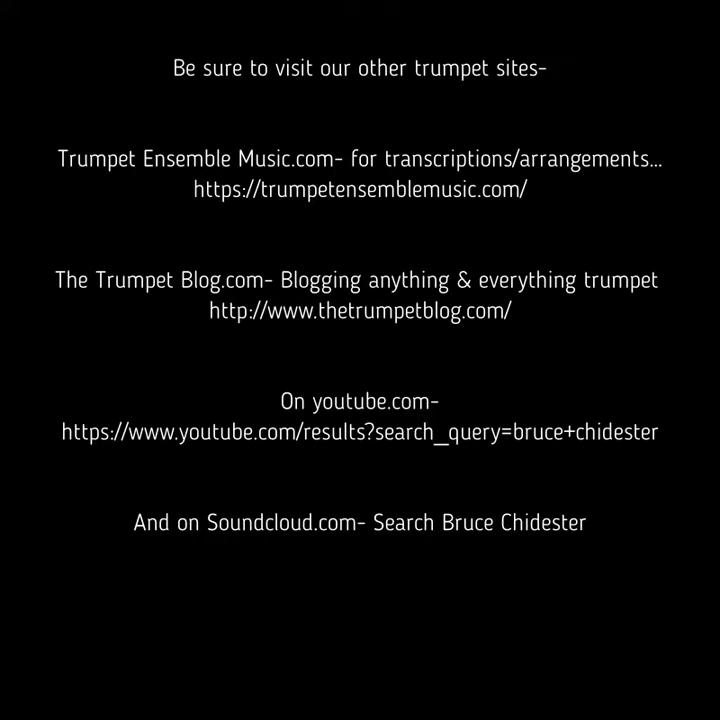 Be sure to visit our other trumpet sites-
Trumpet Ensemble Music.com- for transcriptions/arrangements...
https://trumpetensemblemusic.com/
The Trumpet Blog.com- Blogging anything & everything trumpet
http://www.thetrumpetblog.com/
On youtube.com-
https://www.youtube.com/results?search_query=bruce+chidester
And on Soundcloud.com- Search Bruce Chidester